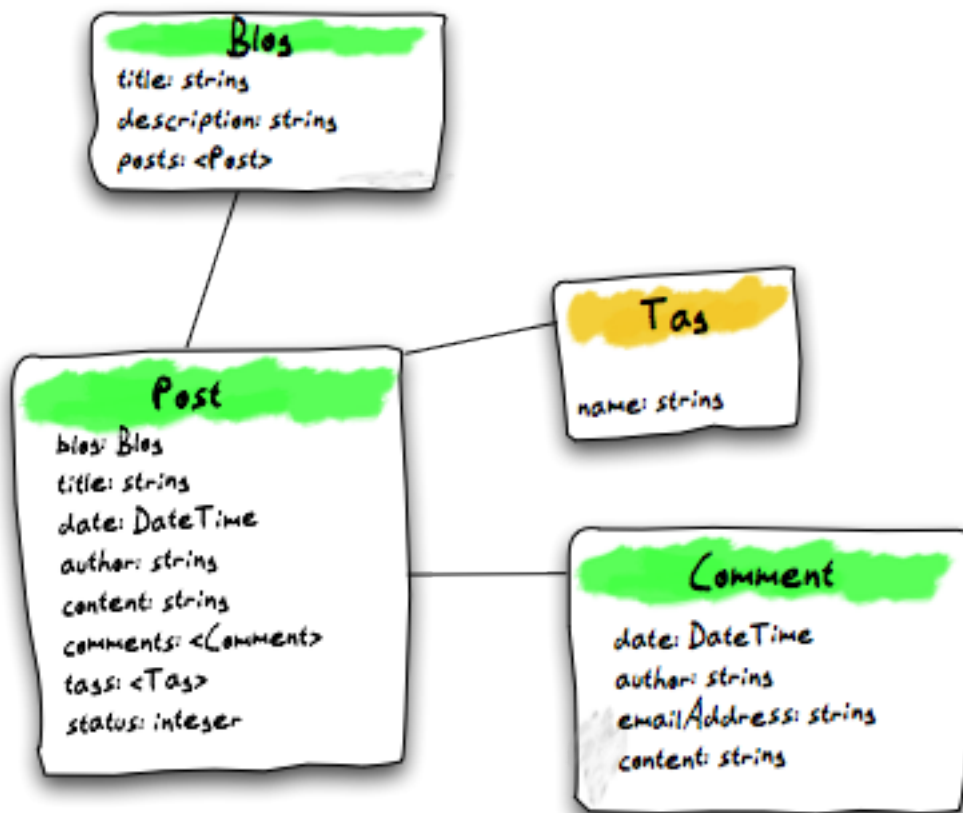 Blog
title: string
description: string
posts: <Post>
Tag
name: string
Post
blog: Blog
title: string
date: DateTime
author: string
content: string
comments: <Comment>
tags: <Tag>
status: integer
Comment
date: DateTime
author: string
emailAddress: string
content: string